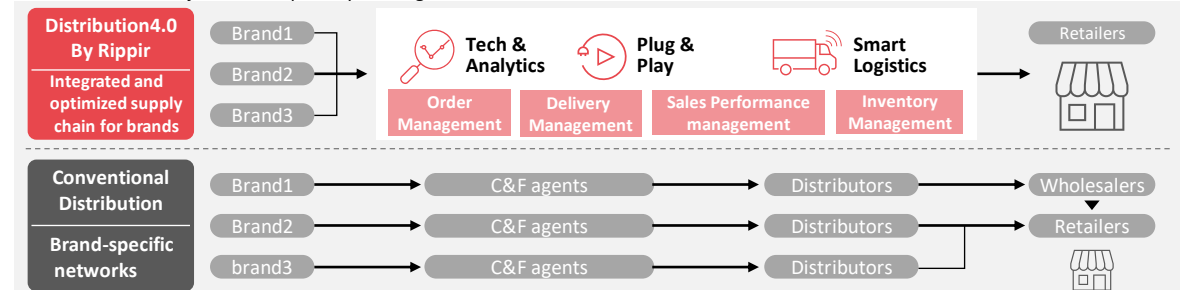 Distribution4.0
By Rippir
Integrated and
optimized supply
chain for brands
Brand1
Brand2
Brand3
Tech &
Analytics
Plug &
Play
Smart
Logistics
Order
Management
Delivery
Management
Sales Performance
management
Inventory
Management
Retailers
Conventional
Distribution
Brand-specific
networks
Brand1
C&F agents
Distributors
Wholesalers
Brand2
C&F agents
Distributors
Retailers
brand3
C&F agents
Distributors